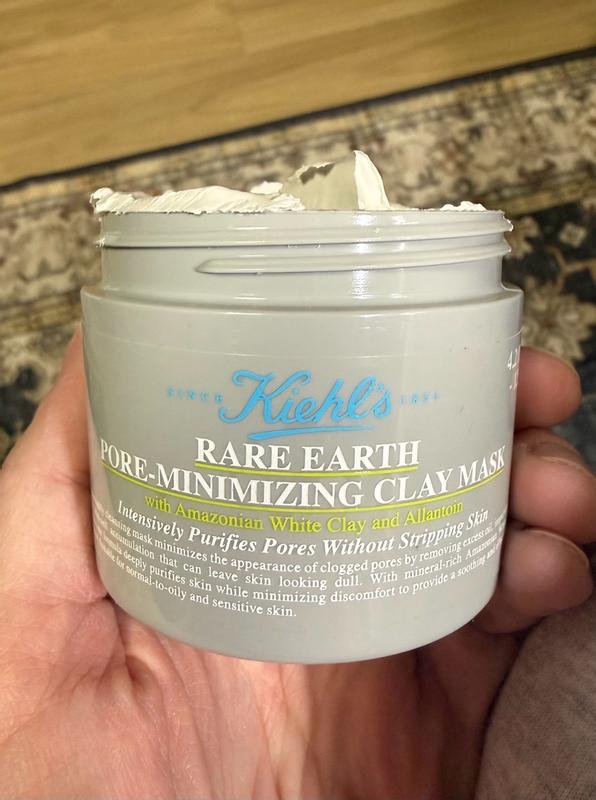 SINCE Kiehl's 1851
4.2
RARE EARTH
PORE-MINIMIZING CLAY MASK
with Amazonian White Clay and Allantoin
Intensively Purifies Pores Without Stripping Skin
cleansing mask minimizes the appearance of clogged pores by removing excess oil,
accumulation that can leave skin looking dull. With mineral-rich Amazonian
formula deeply purifies skin while minimizing discomfort to provide a soothing
for normal-to-oily and sensitive skin.